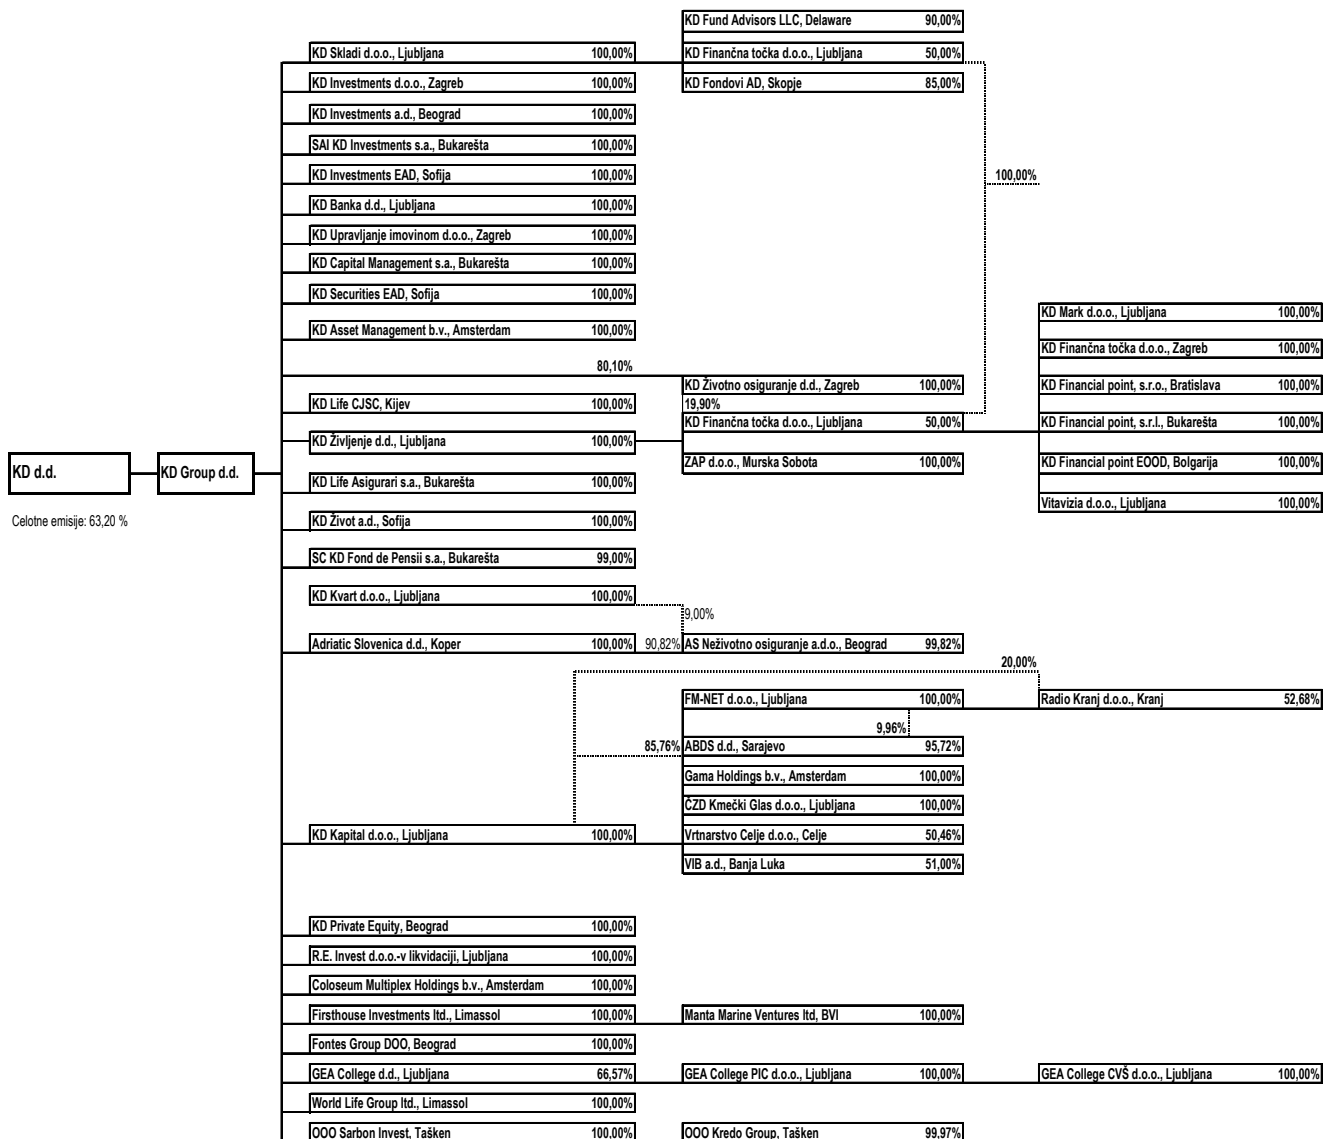 KD Fund Advisors LLC, Delaware 90,00%
KD Skladi d.o.o., Ljubljana 100,00% KD Finančna točka d.o.o., Ljubljana 50,00%
KD Investments d.o.o., Zagreb 100,00% KD Fondovi AD, Skopje 85,00%
KD Investments a.d., Beograd 100,00%
SAI KD Investments s.a., Bukarešta 100,00%
KD Investments EAD, Sofija 100,00% 100,00%
KD Banka d.d., Ljubljana 100,00%
KD Upravljanje imovinom d.o.o., Zagreb 100,00%
KD Capital Management s.a., Bukarešta 100,00%
KD Securities EAD, Sofija 100,00%
KD Mark d.o.o., Ljubljana 100,00%
KD Asset Management b.v., Amsterdam 100,00%
KD Finančna točka d.o.o., Zagreb 100,00%
80,10%
KD Životno osiguranje d.d., Zagreb 100,00% KD Financial point, s.r.o., Bratislava 100,00%
KD Life CJSC, Kijev 100,00% 19,90%
KD Finančna točka d.o.o., Ljubljana 50,00% KD Financial point, s.r.l., Bukarešta 100,00%
KD Življenje d.d., Ljubljana 100,00%
ZAP d.o.o., Murska Sobota 100,00% KD Financial point EOOD, Bolgarija 100,00%
KD d.d. KD Group d.d.
KD Life Asigurari s.a., Bukarešta 100,00%
Vitavizia d.o.o., Ljubljana 100,00%
Celotne emisije: 63,20 % KD Život a.d., Sofija 100,00%
SC KD Fond de Pensii s.a., Bukarešta 99,00%
KD Kvart d.o.o., Ljubljana 100,00%
9,00%
Adriatic Slovenica d.d., Koper 100,00% 90,82% AS Neživotno osiguranje a.d.o., Beograd 99,82%
20,00%
FM-NET d.o.o., Ljubljana 100,00% Radio Kranj d.o.o., Kranj 52,68%
9,96%
85,76% ABDS d.d., Sarajevo 95,72%
Gama Holdings b.v., Amsterdam 100,00%
ČZD Kmečki Glas d.o.o., Ljubljana 100,00%
KD Kapital d.o.o., Ljubljana 100,00% Vrtnarstvo Celje d.o.o., Celje 50,46%
VIB a.d., Banja Luka 51,00%
KD Private Equity, Beograd 100,00%
R.E. Invest d.o.o.-v likvidaciji, Ljubljana 100,00%
Coloseum Multiplex Holdings b.v., Amsterdam 100,00%
Firsthouse Investments ltd., Limassol 100,00% Manta Marine Ventures ltd, BVI 100,00%
Fontes Group DOO, Beograd 100,00%
GEA College d.d., Ljubljana 66,57% GEA College PIC d.o.o., Ljubljana 100,00% GEA College CVŠ d.o.o., Ljubljana 100,00%
World Life Group ltd., Limassol 100,00%
OOO Sarbon Invest, Tašken 100,00% OOO Kredo Group, Tašken 99,97%